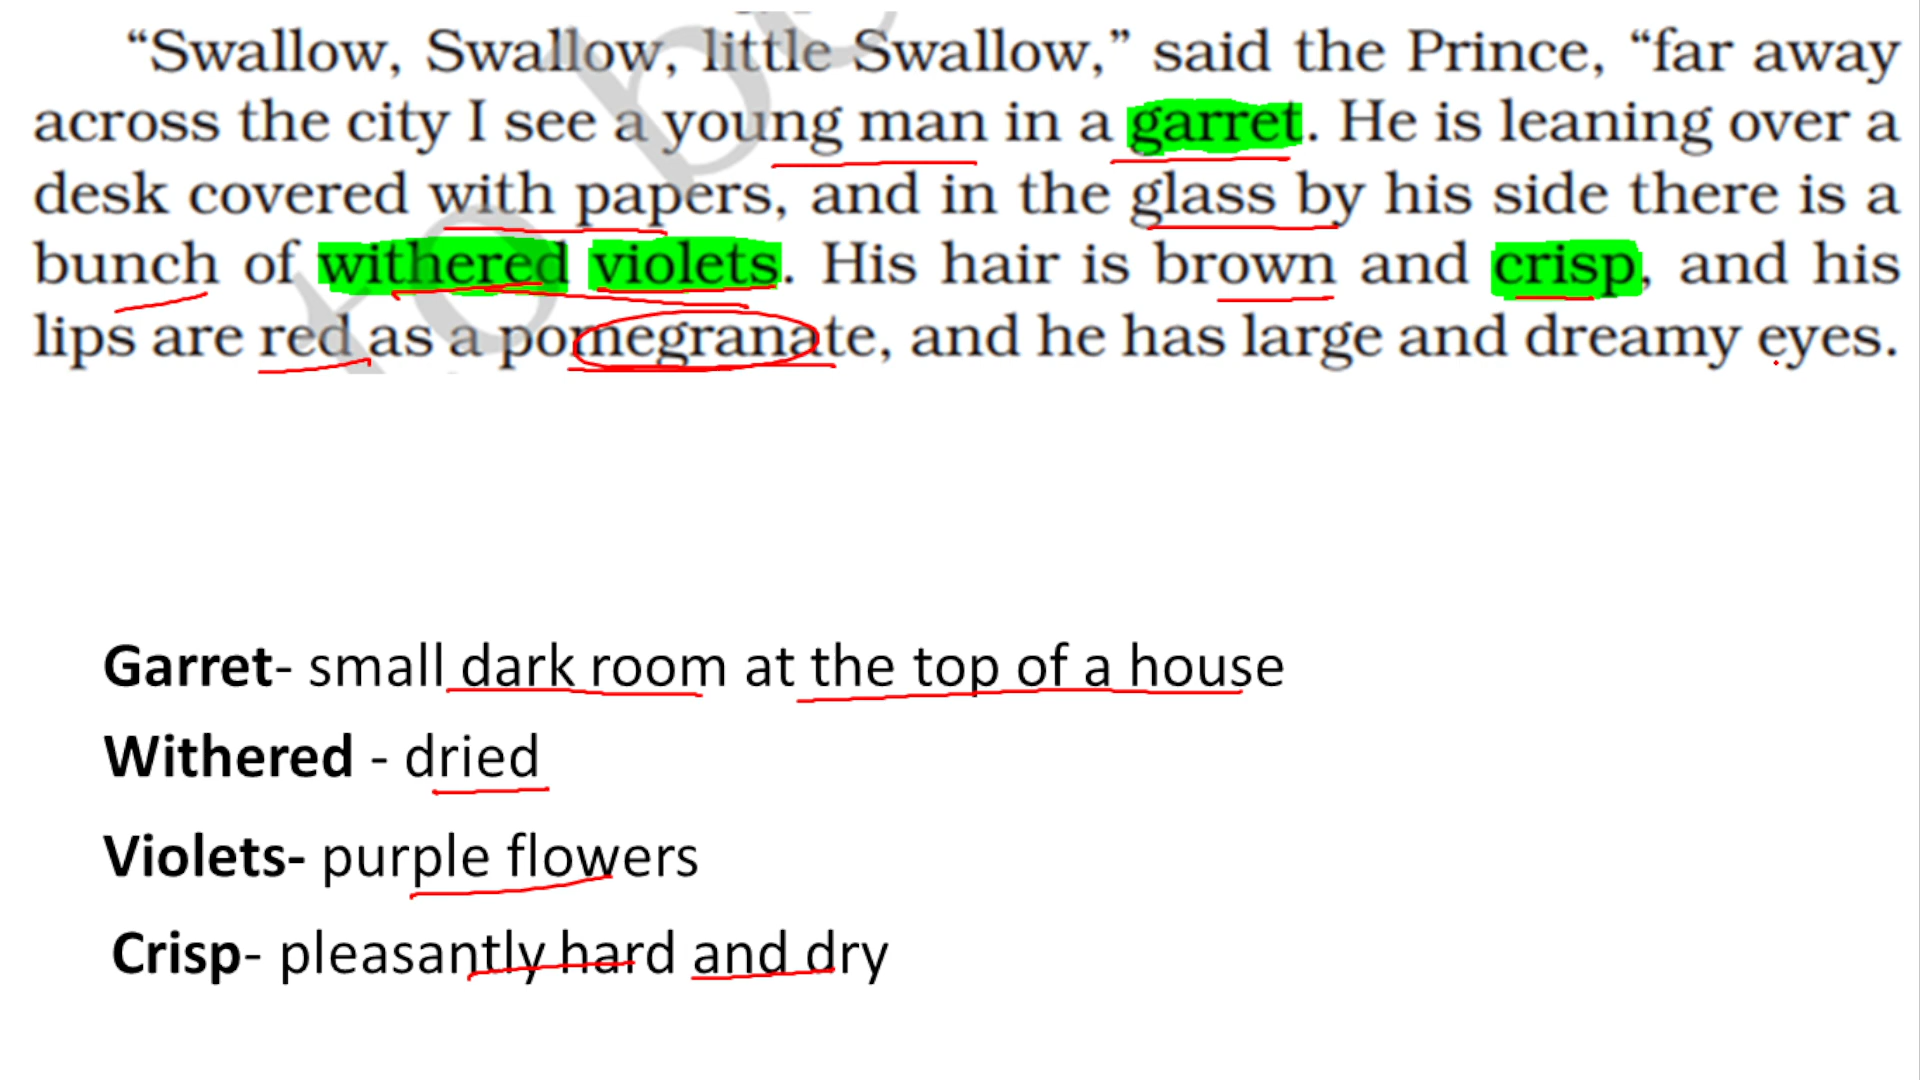 “Swallow, Swallow, little Swallow,” said the Prince, “far away
across the city I see a young man in a garret. He is leaning over a
desk covered with papers, and in the glass by his side there is a
bunch of withered violets. His hair is brown and crisp, and his
lips are red as a pomegranate, and he has large and dreamy eyes.
to be
Garret- small dark room at the top of a house
Withered - dried
Violets- purple flowers
Crisp- pleasantly hard and dry